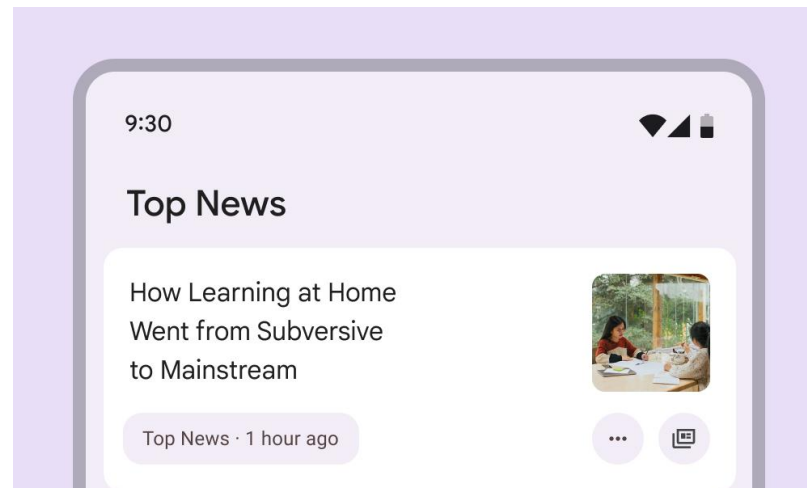 9:30
Top News
How Learning at Home
Went from Subversive
to Mainstream
Top News · 1 hour ago